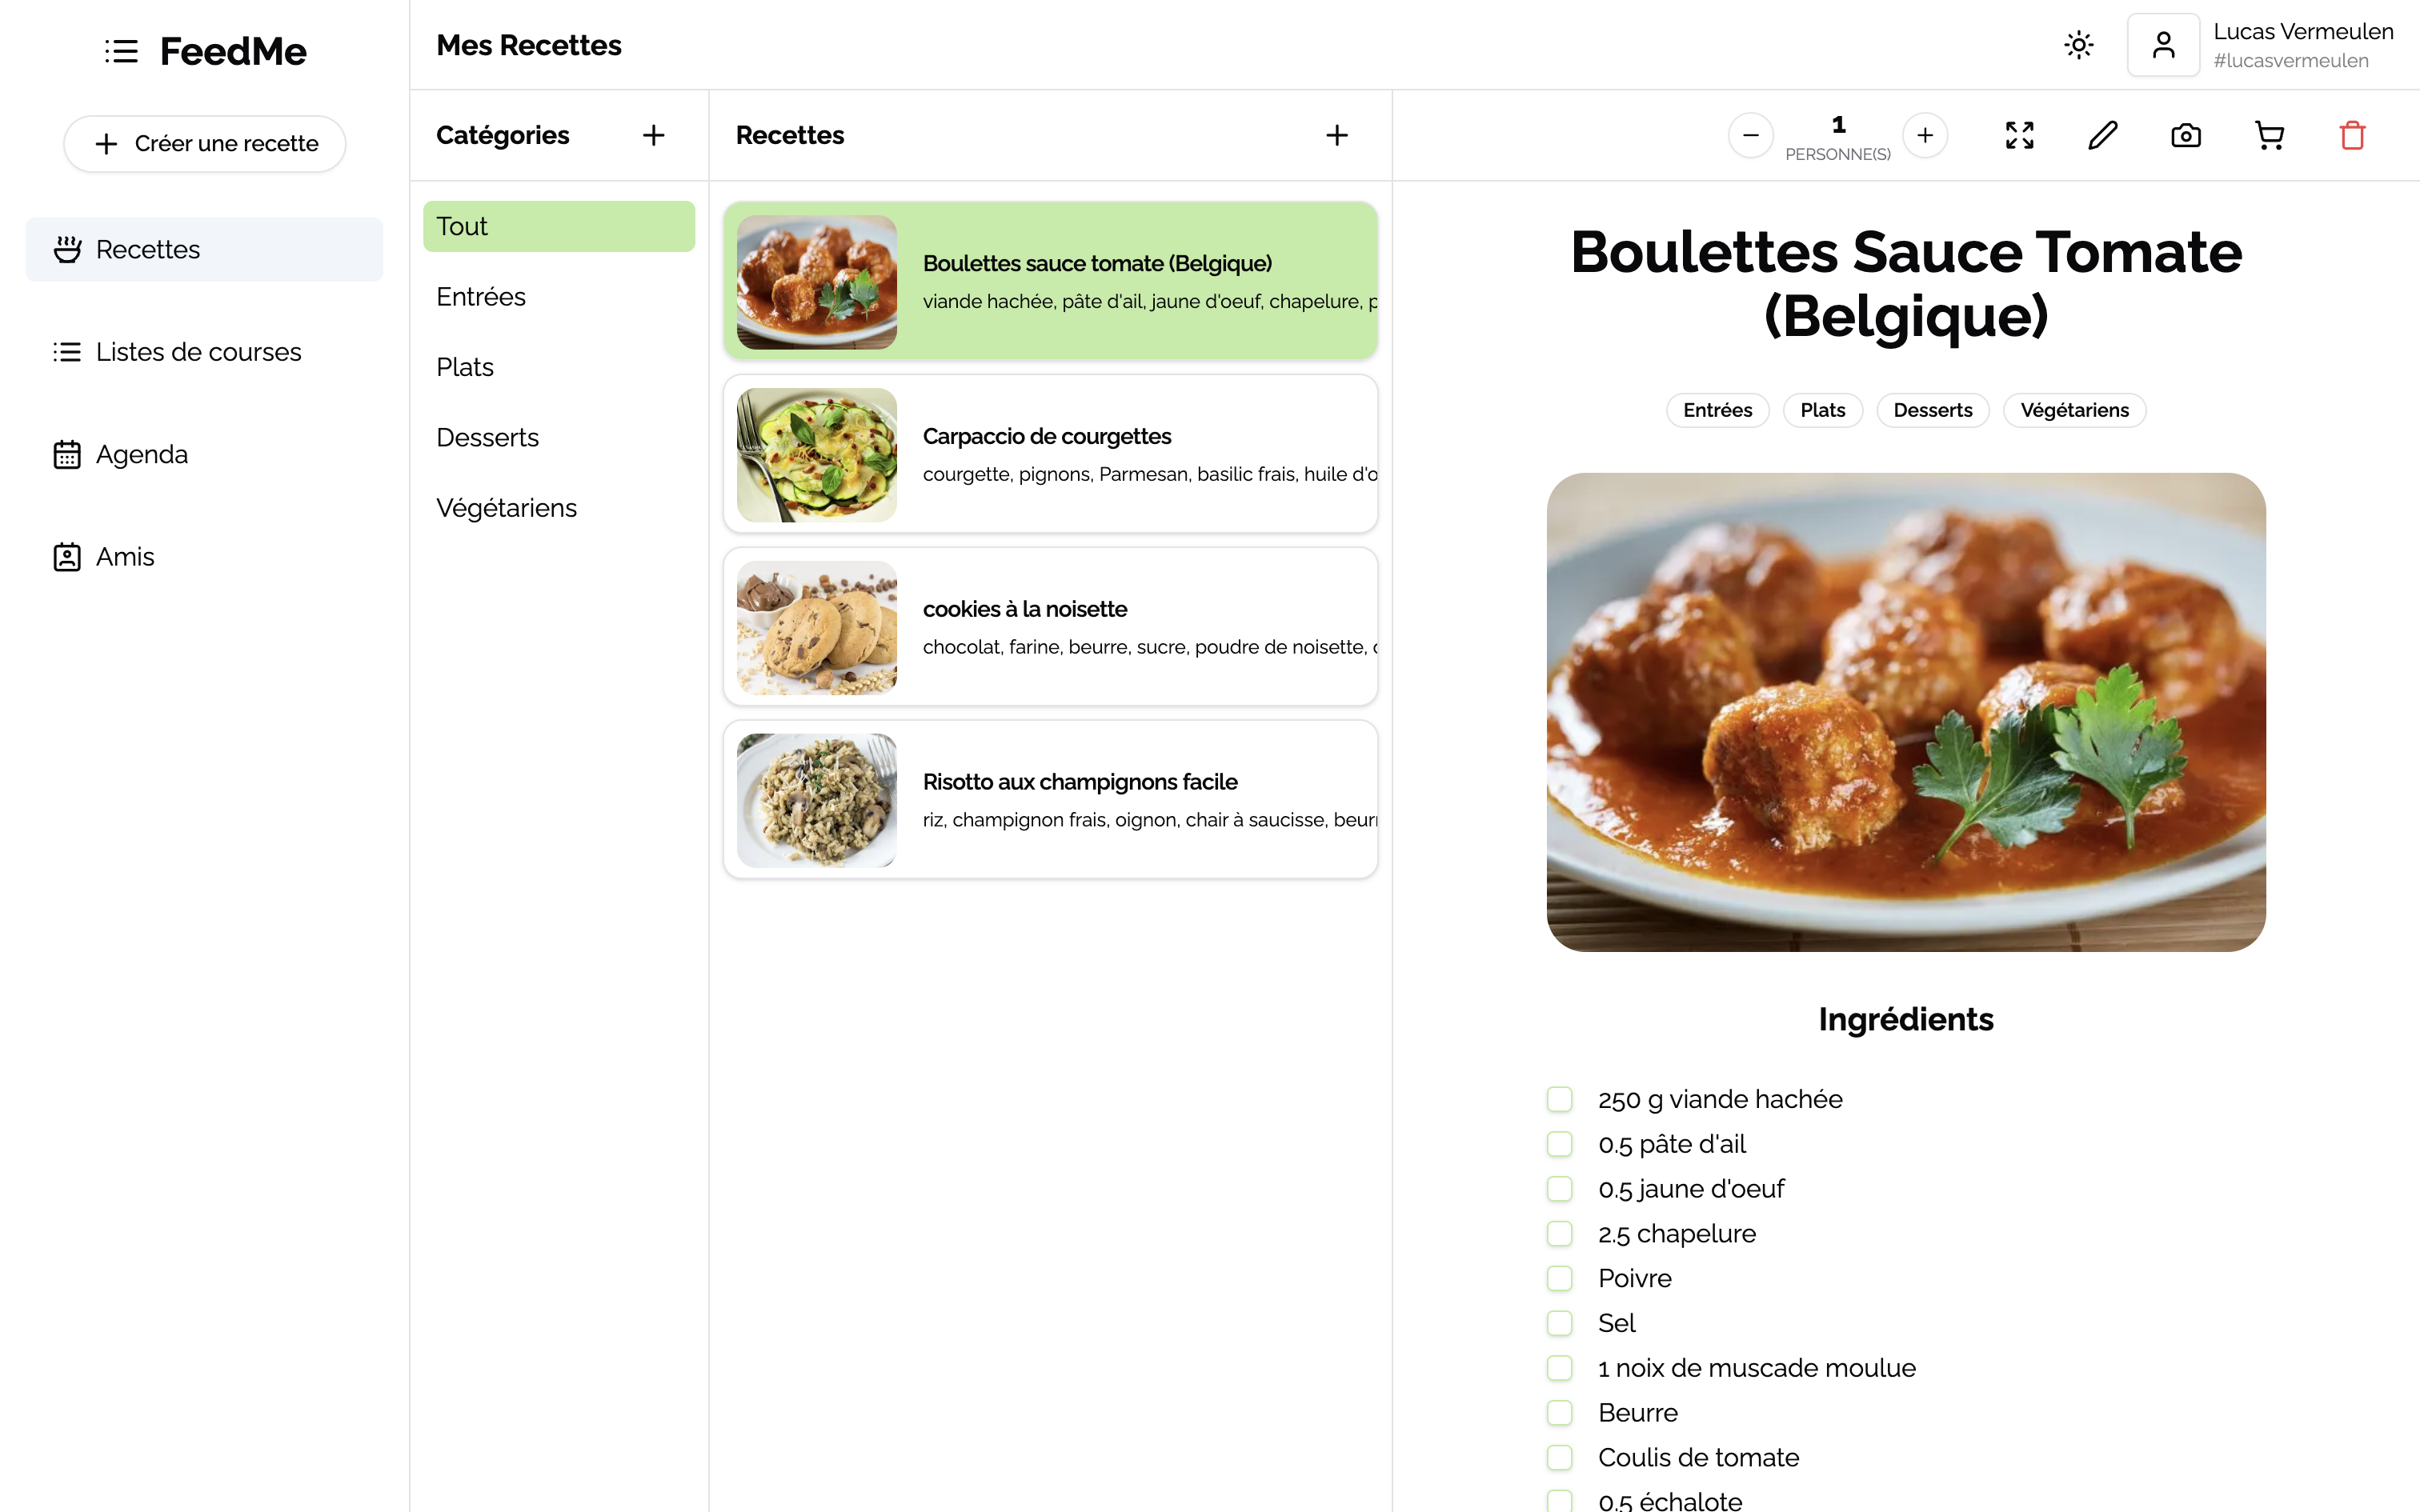 FeedMe
Créer une recette
Recettes
Listes de courses
Agenda
Amis
Mes Recettes
Lucas Vermeulen
#lucasvermeulen
Catégories
Tout
Entrées
Plats
Desserts
Végétariens
Recettes
Boulettes sauce tomate (Belgique)
viande hachée, pâte d'ail, jaune d'oeuf, chapelure, p
Carpaccio de courgettes
courgette, pignons, Parmesan, basilic frais, huile d'o
cookies à la noisette
chocolat, farine, beurre, sucre, poudre de noisette,
Risotto aux champignons facile
riz, champignon frais, oignon, chair à saucisse, beurr
1
PERSONNE(S)
Boulettes Sauce Tomate
(Belgique)
Entrées Plats Desserts Végétariens
Ingrédients
250 g viande hachée
0.5 pâte d'ail
0.5 jaune d'oeuf
2.5 chapelure
Poivre
Sel
1 noix de muscade moulue
Beurre
Coulis de tomate
0.5 échalote